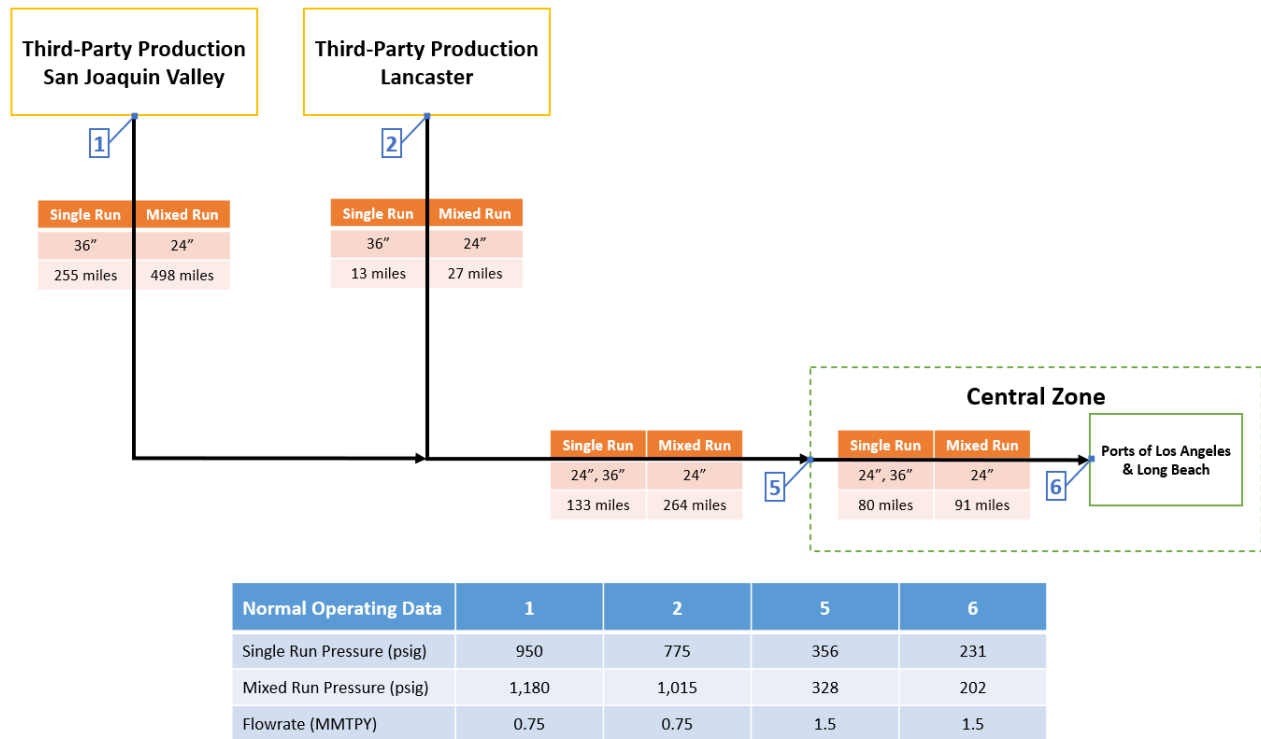 Third-Party Production
San Joaquin Valley
Third-Party Production
Lancaster
1
2
Single Run Mixed Run
36” 24”
255 miles 498 miles
Single Run Mixed Run
36” 24”
13 miles 27 miles
Central Zone
Single Run Mixed Run
24”, 36” 24”
133 miles 264 miles
5
Single Run Mixed Run
24”, 36” 24”
80 miles 91 miles
6
Ports of Los Angeles
& Long Beach
Normal Operating Data 1 2 5 6
Single Run Pressure (psig) 950 775 356 231
Mixed Run Pressure (psig) 1,180 1,015 328 202
Flowrate (MMTPY) 0.75 0.75 1.5 1.5